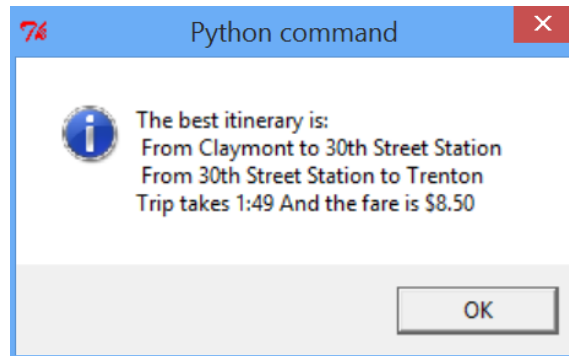 Python command
The best itinerary is:
From Claymont to 30th Street Station
From 30th Street Station to Trenton
Trip takes 1:49 And the fare is $8.50
OK